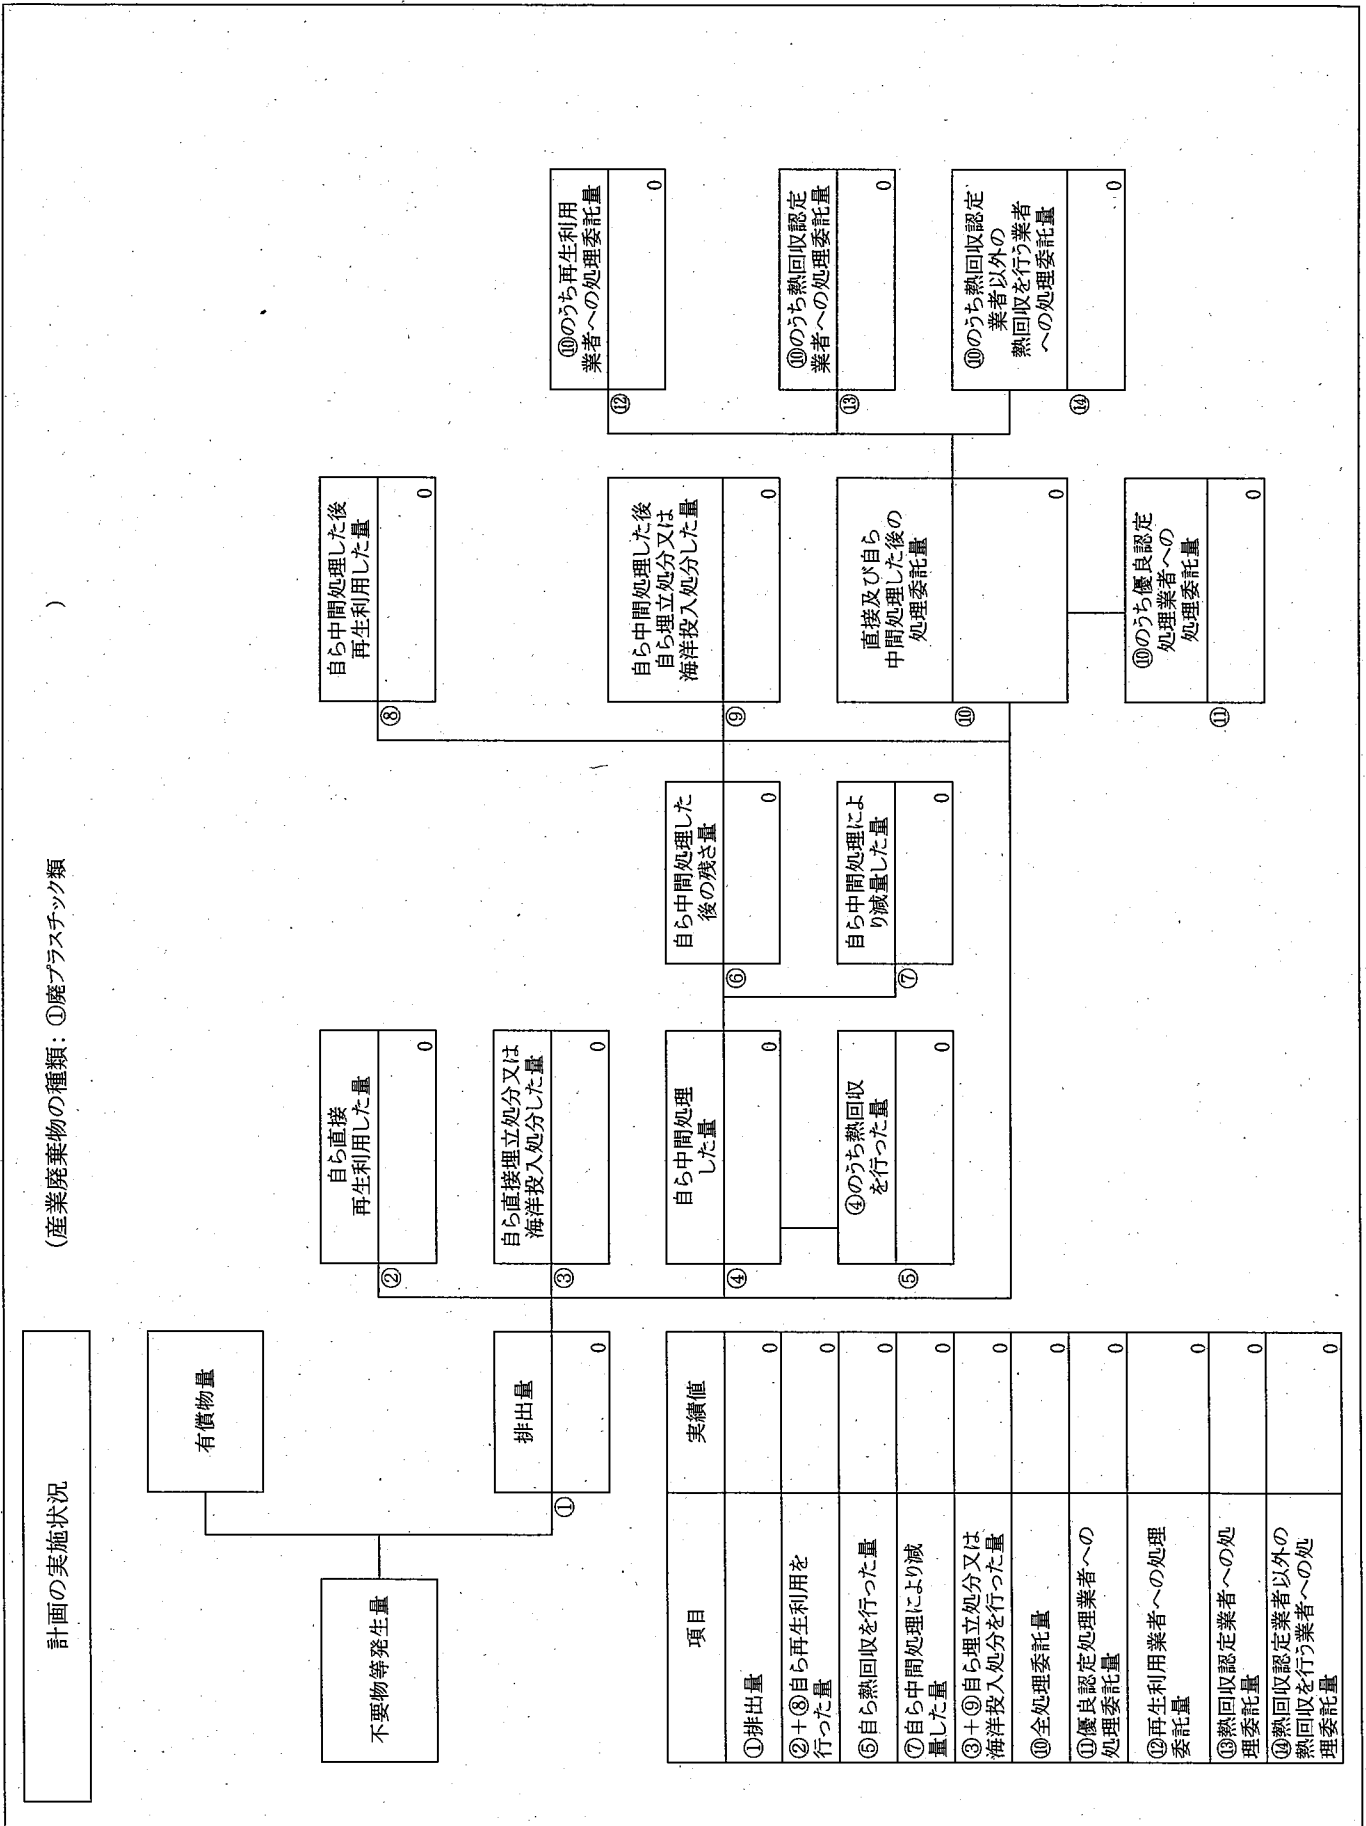 計画の実施状況
(産業廃棄物の種類：①廃プラスチック類
)
不要物等発生量
有償物量
排出量
①
0
自ら直接
再生利用した量
②
0
自ら直接埋立処分又は
海洋投入処分した量
③
0
自ら中間処理
した量
④
0
④のうち熱回収
を行った量
⑤
0
自ら中間処理した
後の残さ量
⑥
0
自ら中間処理によ
り減量した量
⑦
0
自ら中間処理した後
再生利用した量
⑧
0
自ら中間処理した後
自ら埋立処分又は
海洋投入処分した量
⑨
0
直接及び自ら
中間処理した後の
処理委託量
⑩
0
⑩のうち優良認定
処理業者への
処理委託量
⑪
0
⑩のうち再生利用
業者への処理委託量
⑫
0
⑩のうち熱回収認定
業者への処理委託量
⑬
0
⑩のうち熱回収認定
業者以外の
熱回収を行う業者
への処理委託量
⑭
0
項目 実績値
①排出量 0
②＋⑧自ら再生利用を
行った量 0
⑤自ら熱回収を行った量 0
⑦自ら中間処理により減
量した量 0
③＋⑨自ら埋立処分又は
海洋投入処分を行った量 0
⑩全処理委託量 0
⑪優良認定処理業者への
処理委託量 0
⑫再生利用業者への処理
委託量 0
⑬熱回収認定業者への処
理委託量 0
⑭熱回収認定業者以外の
熱回収を行う業者への処
理委託量 0